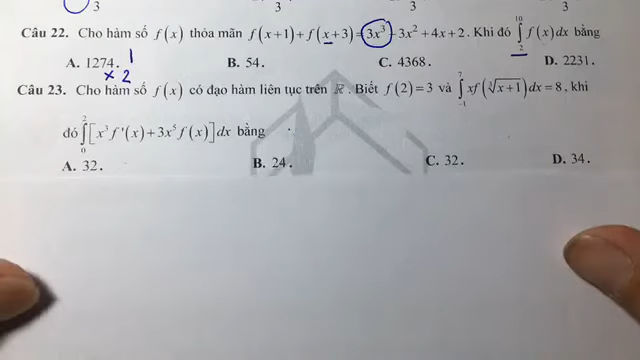 3 3 3 3
Câu 22. Cho hàm số f(x) thỏa mãn f(x+1)+f(x+3)=3x³-3x²+4x+2. Khi đó ∫₂¹⁰ f(x)dx bằng
A. 1274. 1 B. 54. C. 4368. D. 2231.
x 2
Câu 23. Cho hàm số f(x) có đạo hàm liên tục trên ℝ. Biết f(2)=3 và ∫₋₁⁷ xf(∛(x+1))dx=8, khi
đó ∫₀² [x³f'(x)+3x⁵f(x)]dx bằng
A. 32. B. 24. C. 32. D. 34.